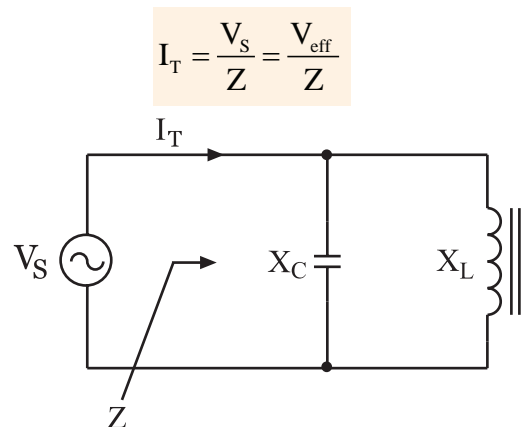 I_T = V_S / Z = V_eff / Z
I_T
V_S
X_C
X_L
Z